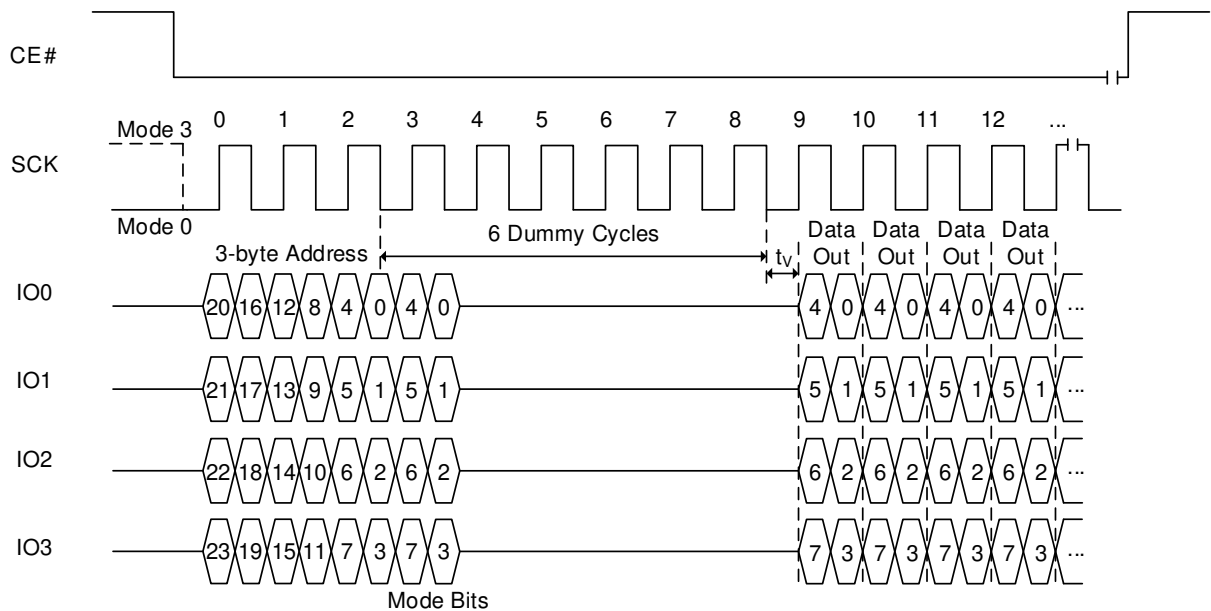 CE#
0 1 2 3 4 5 6 7 8 9 10 11 12 ...
Mode 3
SCK
Mode 0
6 Dummy Cycles
Data Out Data Out Data Out Data Out
3-byte Address
tV
IO0
20 16 12 8 4 0 4 0 4 0 4 0 4 0 4 0 ...
IO1
21 17 13 9 5 1 5 1 5 1 5 1 5 1 5 1 ...
IO2
22 18 14 10 6 2 6 2 6 2 6 2 6 2 6 2 ...
IO3
23 19 15 11 7 3 7 3 7 3 7 3 7 3 7 3 ...
Mode Bits